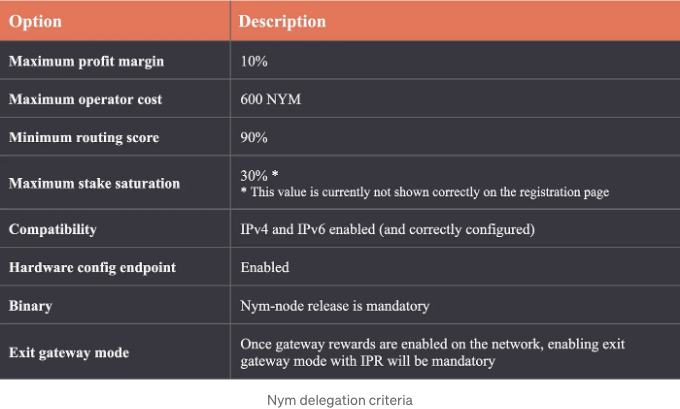 Option Description
Maximum profit margin 10%
Maximum operator cost 600 NYM
Minimum routing score 90%
Maximum stake saturation 30% *
* This value is currently not shown correctly on the registration page
Compatibility IPv4 and IPv6 enabled (and correctly configured)
Hardware config endpoint Enabled
Binary Nym-node release is mandatory
Exit gateway mode Once gateway rewards are enabled on the network, enabling exit
gateway mode with IPR will be mandatory
Nym delegation criteria